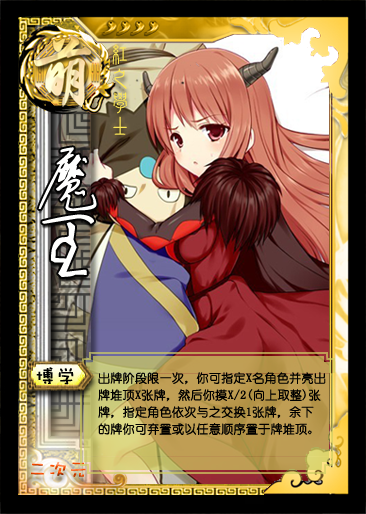 萌
紅之學士
魔王
博学
出牌阶段限一次，你可指定X名角色并亮出
牌堆顶X张牌，然后你摸X/2(向上取整)张
牌，指定角色依次与之交换1张牌，余下
的牌你可弃置或以任意顺序置于牌堆顶。
二次元